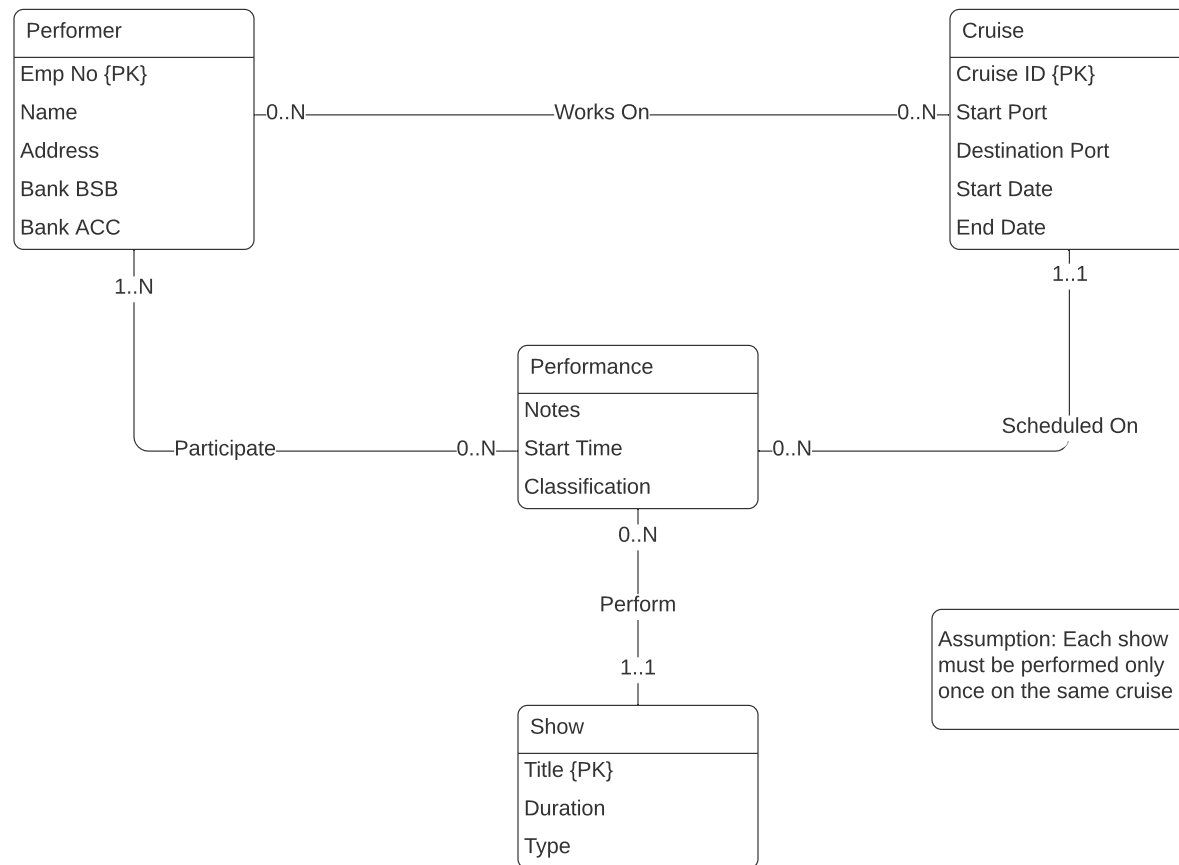 Performer
Emp No {PK}
Name
Address
Bank BSB
Bank ACC
0..N
Works On
0..N
Cruise
Cruise ID {PK}
Start Port
Destination Port
Start Date
End Date
1..N
1..1
Participate
0..N
Performance
Notes
Start Time
Classification
0..N
Scheduled On
0..N
Perform
1..1
Show
Title {PK}
Duration
Type
Assumption: Each show
must be performed only
once on the same cruise